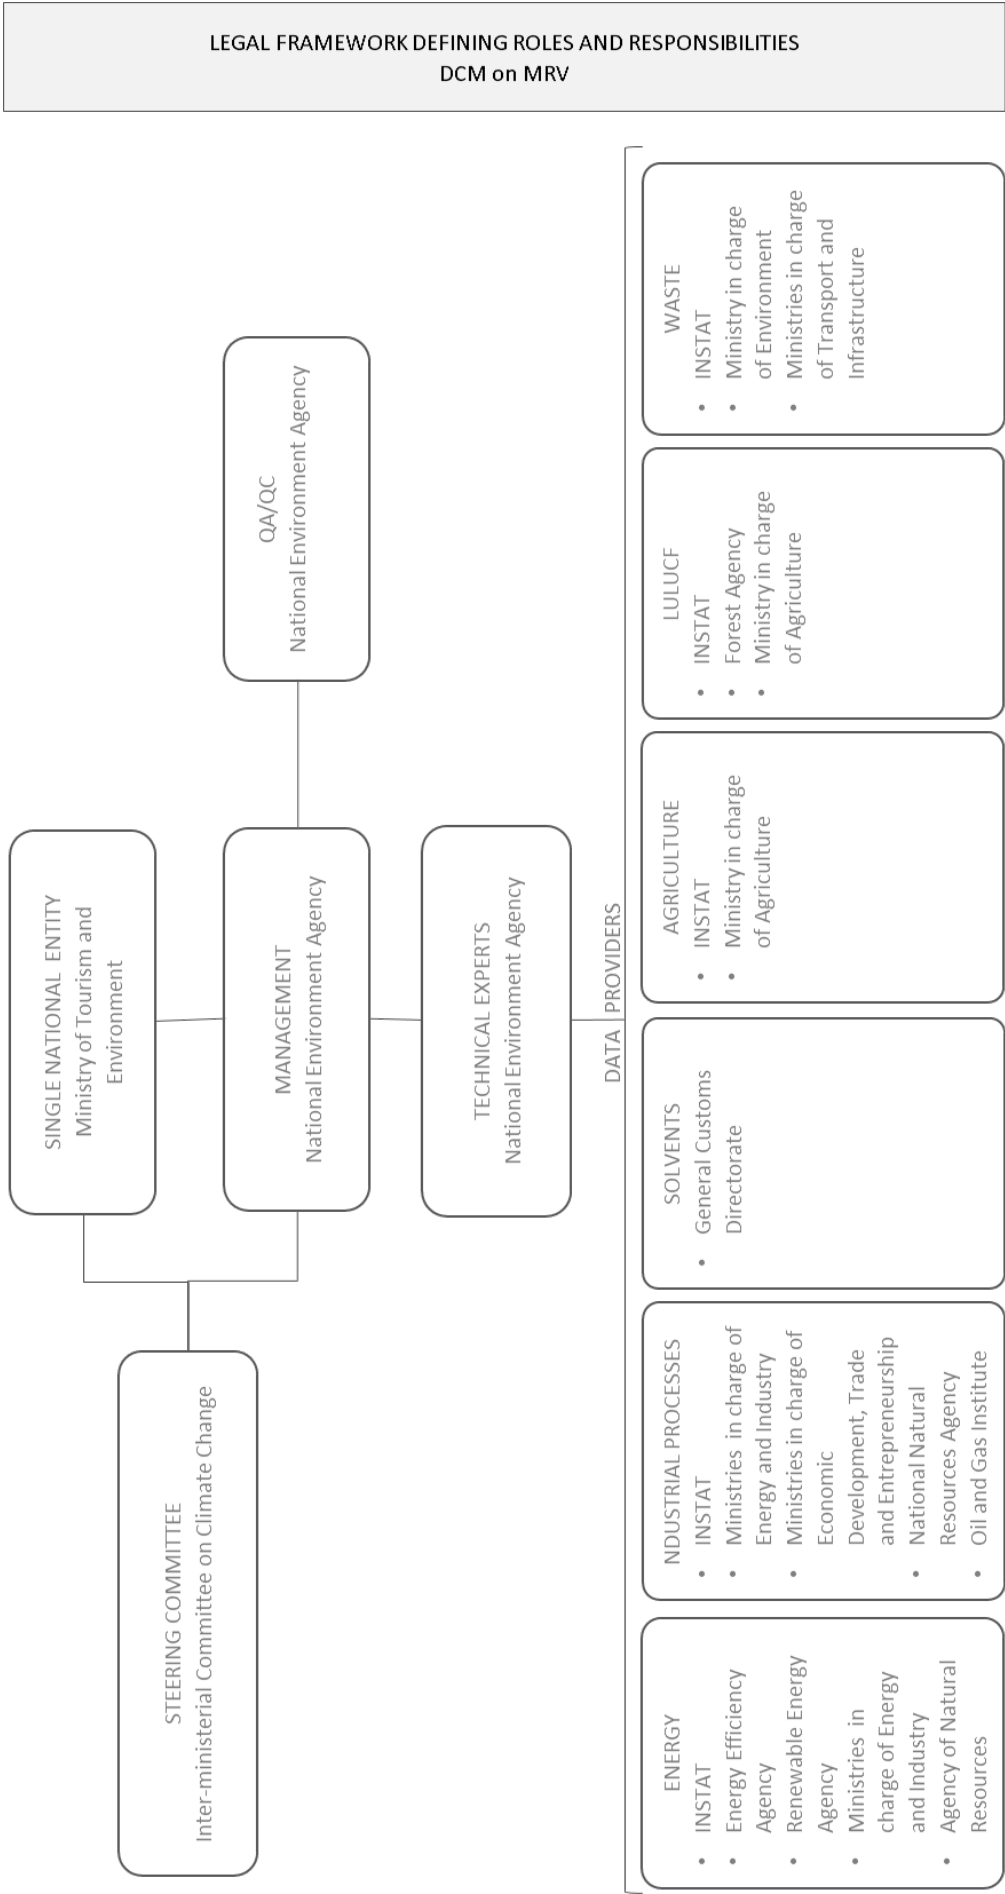 LEGAL FRAMEWORK DEFINING ROLES AND RESPONSIBILITIES
DCM on MRV
STEERING COMMITTEE
Inter-ministerial Committee on Climate Change
SINGLE NATIONAL ENTITY
Ministry of Tourism and
Environment
MANAGEMENT
National Environment Agency
QA/QC
National Environment Agency
TECHNICAL EXPERTS
National Environment Agency
DATA PROVIDERS
ENERGY
• INSTAT
• Energy Efficiency
Agency
• Renewable Energy
Agency
• Ministries in
charge of Energy
and Industry
• Agency of Natural
Resources
NDUSTRIAL PROCESSES
• INSTAT
• Ministries in charge of
Energy and Industry
• Ministries in charge of
Economic
Development, Trade
and Entrepreneurship
• National Natural
Resources Agency
• Oil and Gas Institute
SOLVENTS
• General Customs
Directorate
AGRICULTURE
• INSTAT
• Ministry in charge
of Agriculture
LULUCF
• INSTAT
• Forest Agency
• Ministry in charge
of Agriculture
WASTE
• INSTAT
• Ministry in charge
of Environment
• Ministries in charge
of Transport and
Infrastructure